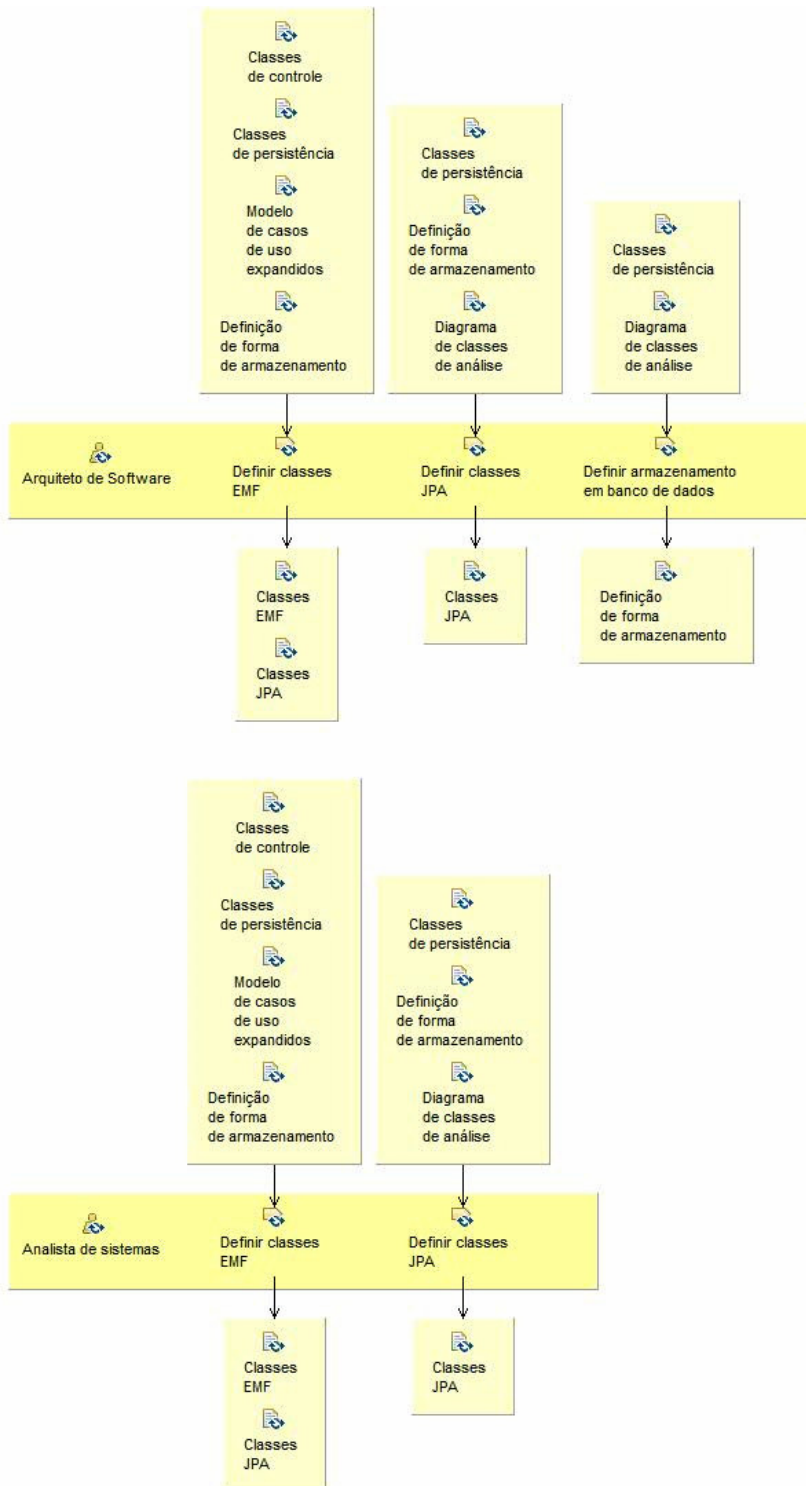 Classes
de controle
Classes
de persistência
Modelo
de casos
de uso
expandidos
Definição
de forma
de armazenamento
Classes
de persistência
Definição
de forma
de armazenamento
Diagrama
de classes
de análise
Classes
de persistência
Diagrama
de classes
de análise
Arquiteto de Software
Definir classes
EMF
Definir classes
JPA
Definir armazenamento
em banco de dados
Classes
EMF
Classes
JPA
Classes
JPA
Definição
de forma
de armazenamento
Classes
de controle
Classes
de persistência
Modelo
de casos
de uso
expandidos
Definição
de forma
de armazenamento
Classes
de persistência
Definição
de forma
de armazenamento
Diagrama
de classes
de análise
Analista de sistemas
Definir classes
EMF
Definir classes
JPA
Classes
EMF
Classes
JPA
Classes
JPA